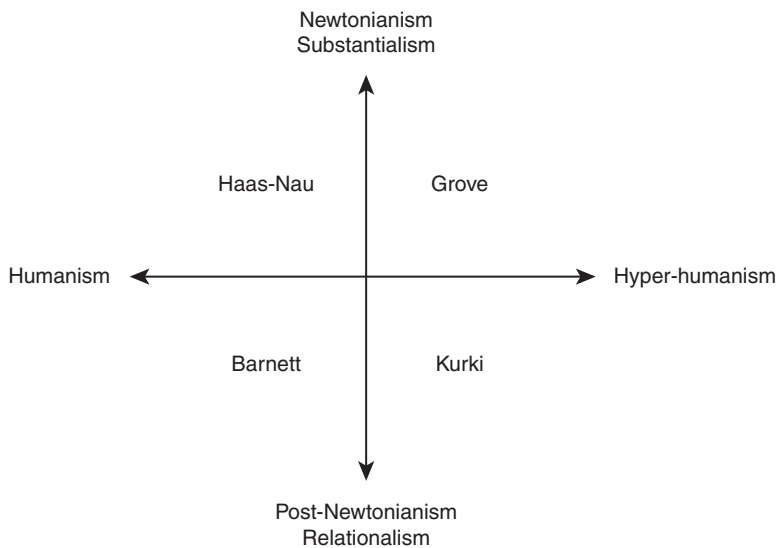 Newtonianism
Substantialism
Haas-Nau
Grove
Humanism
Hyper-humanism
Barnett
Kurki
Post-Newtonianism
Relationalism